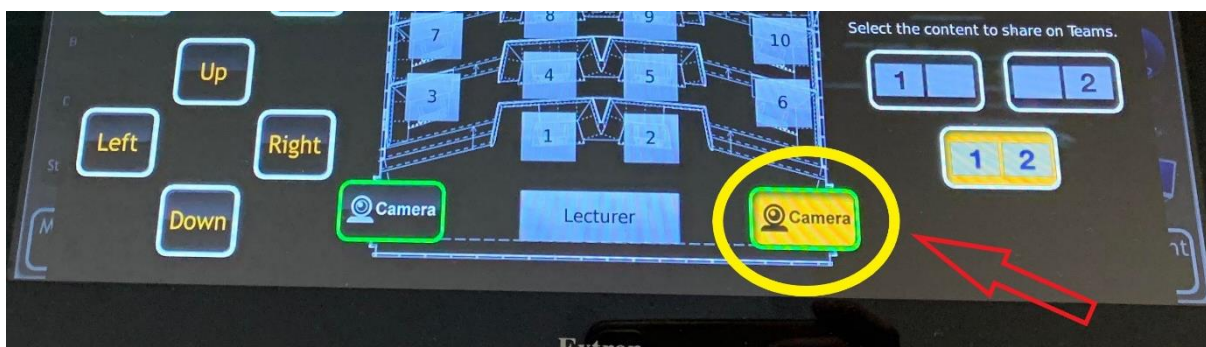 8 9
7 10
Select the content to share on Teams.
Up
4 5
1
2
3 6
Left Right
1 2
1 2
Camera
Lecturer
Camera
Down
Extron